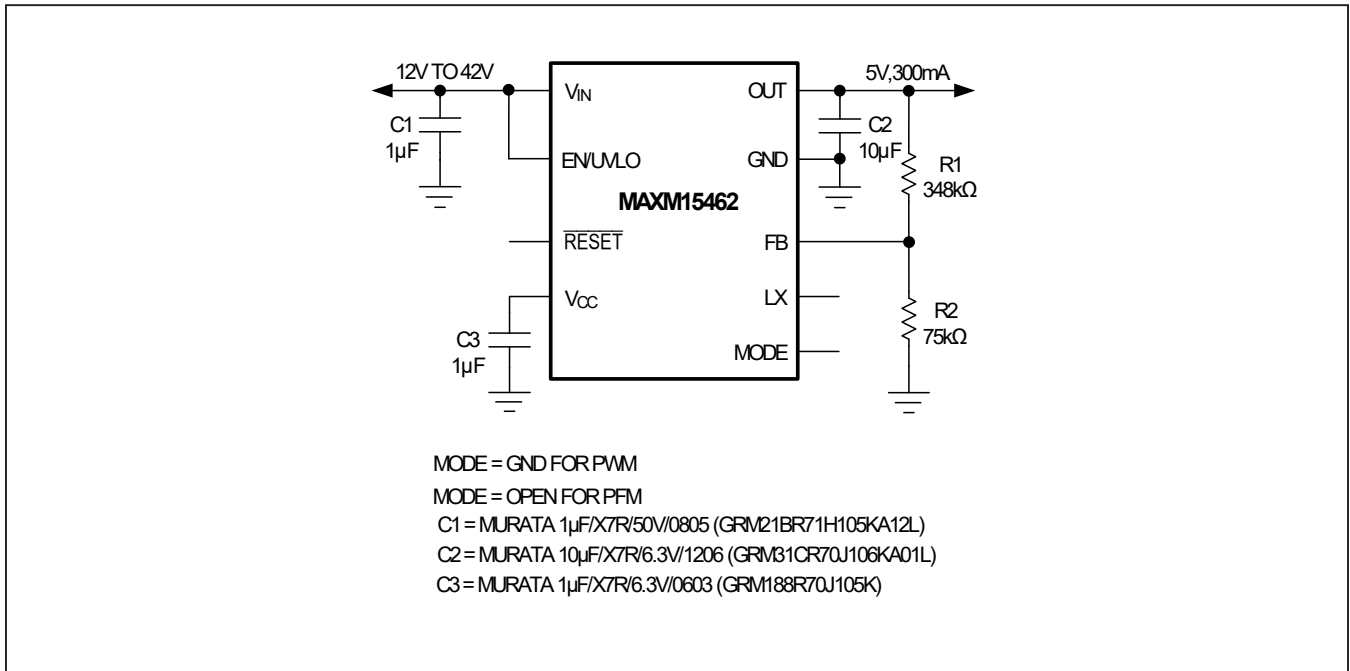 12V TO 42V
5V,300mA
VIN
OUT
C1
1µF
C2
10µF
EN/UVLO
GND
R1
348kΩ
MAXM15462
RESET
FB
VCC
LX
R2
75kΩ
C3
1µF
MODE
MODE = GND FOR PWM
MODE = OPEN FOR PFM
C1 = MURATA 1µF/X7R/50V/0805 (GRM21BR71H105KA12L)
C2 = MURATA 10µF/X7R/6.3V/1206 (GRM31CR70J106KA01L)
C3 = MURATA 1µF/X7R/6.3V/0603 (GRM188R70J105K)